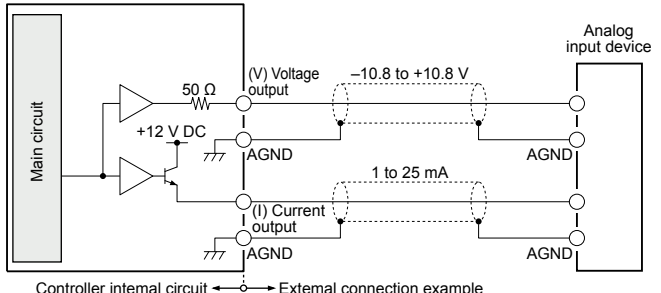 Analog
input device
(V) Voltage
output
–10.8 to +10.8 V
50 Ω
Main circuit
+12 V DC
AGND
AGND
1 to 25 mA
(I) Current
output
AGND
AGND
Controller internal circuit
External connection example